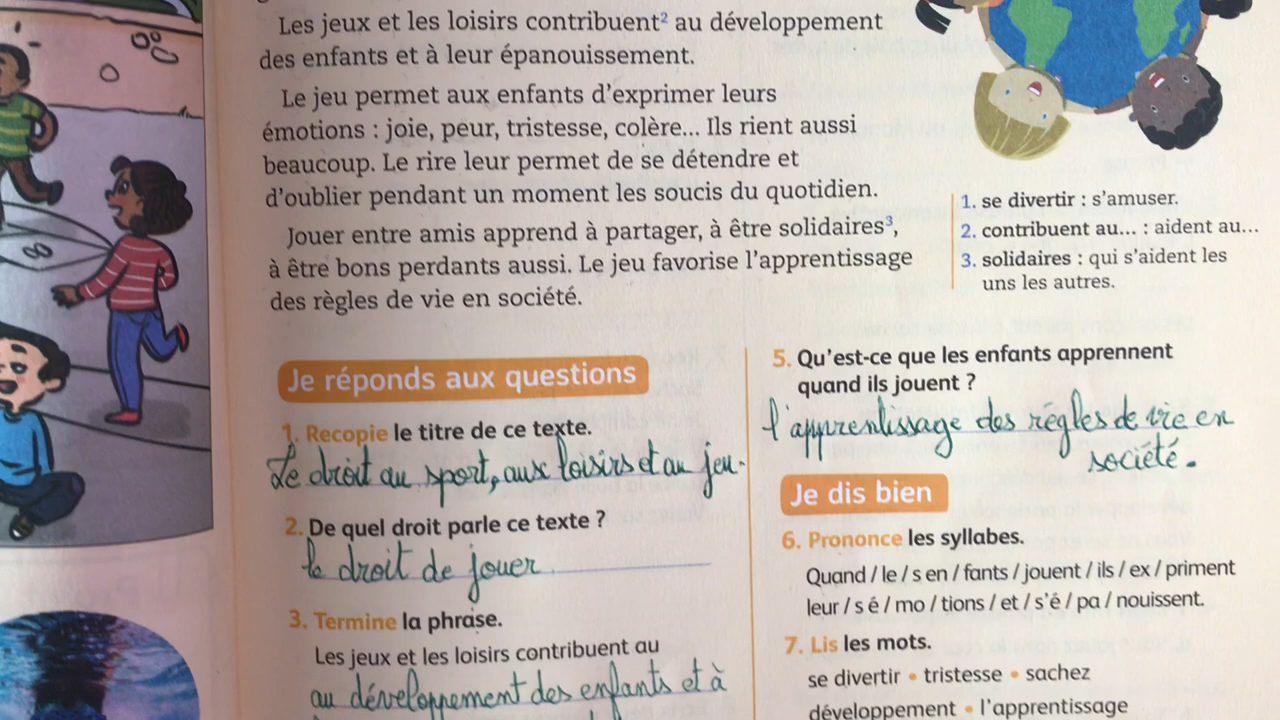 Les jeux et les loisirs contribuent² au développement
des enfants et à leur épanouissement.
Le jeu permet aux enfants d'exprimer leurs
émotions : joie, peur, tristesse, colère... Ils rient aussi
beaucoup. Le rire leur permet de se détendre et
d'oublier pendant un moment les soucis du quotidien.
Jouer entre amis apprend à partager, à être solidaires³,
à être bons perdants aussi. Le jeu favorise l'apprentissage
des règles de vie en société.
1. se divertir : s'amuser.
2. contribuent au... : aident au...
3. solidaires : qui s'aident les
uns les autres.
Je réponds aux questions
1. Recopie le titre de ce texte.
Le droit au sport, aux loisirs et au jeu.
2. De quel droit parle ce texte ?
le droit de jouer
3. Termine la phrase.
Les jeux et les loisirs contribuent au
au développement des enfants et à
5. Qu'est-ce que les enfants apprennent
quand ils jouent ?
l'apprentissage des règles de vie en
société.
Je dis bien
6. Prononce les syllabes.
Quand / le / s en / fants / jouent / ils / ex / priment
leur / s é / mo / tions / et / s'é / pa / nouissent.
7. Lis les mots.
se divertir • tristesse • sachez
développement • l'apprentissage